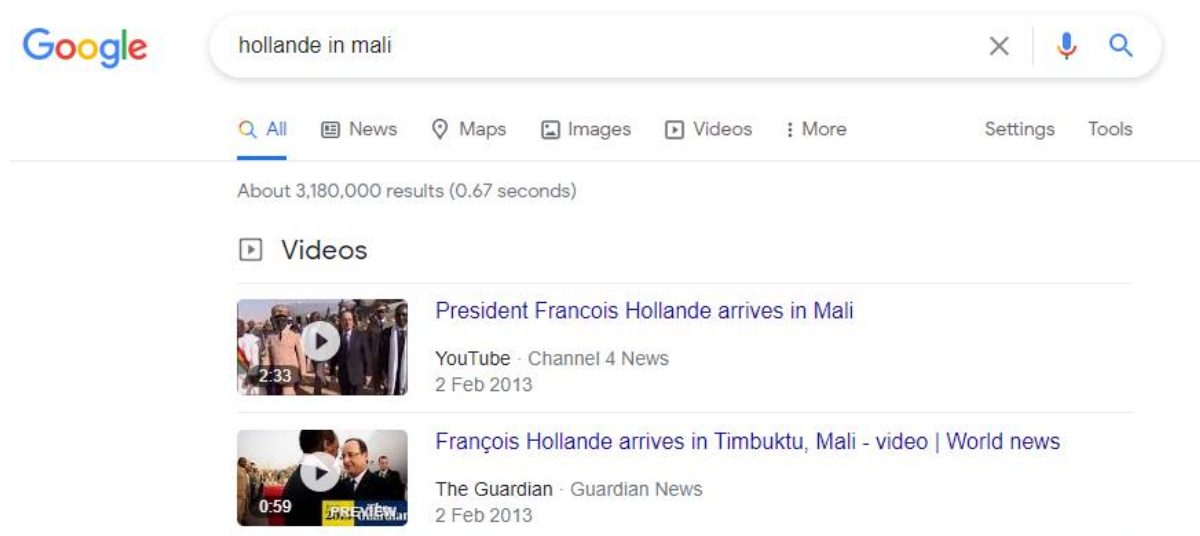 Google
hollande in mali
All News Maps Images Videos More Settings Tools
About 3,180,000 results (0.67 seconds)
Videos
President Francois Hollande arrives in Mali
YouTube · Channel 4 News
2:33
2 Feb 2013
François Hollande arrives in Timbuktu, Mali - video | World news
The Guardian · Guardian News
0:59
PREVIEW
2 Feb 2013